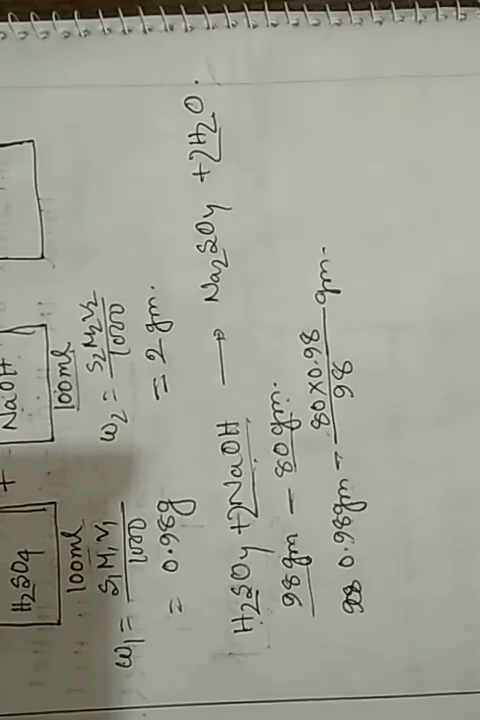 H2SO4 + NaOH
100ml 100ml
W1 = S1M1V1/1000 W2 = S2M2V2/1000
= 0.98g = 2 gm.
H2SO4 + 2NaOH → Na2SO4 + 2H2O.
98gm - 80gm.
0.98gm - 80×0.98/98 gm.